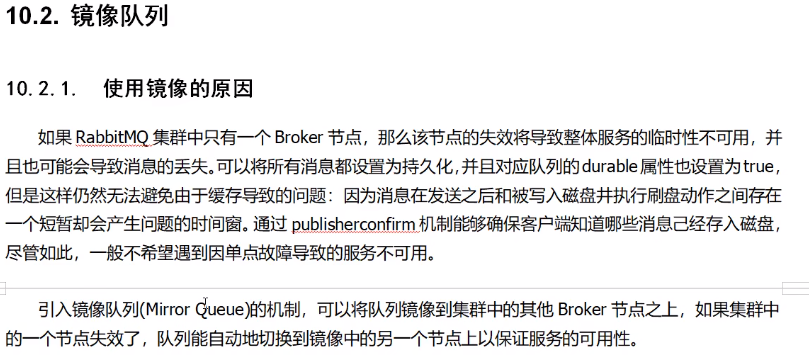 10.2. 镜像队列
10.2.1. 使用镜像的原因
如果 RabbitMQ 集群中只有一个 Broker 节点，那么该节点的失效将导致整体服务的临时性不可用，并
且也可能会导致消息的丢失。可以将所有消息都设置为持久化，并且对应队列的 durable 属性也设置为 true，
但是这样仍然无法避免由于缓存导致的问题：因为消息在发送之后和被写入磁盘井执行刷盘动作之间存在
一个短暂却会产生问题的时间窗。通过 publisherconfirm 机制能够确保客户端知道哪些消息己经存入磁盘，
尽管如此，一般不希望遇到因单点故障导致的服务不可用。
引入镜像队列(Mirror Queue)的机制，可以将队列镜像到集群中的其他 Broker 节点之上，如果集群中
的一个节点失效了，队列能自动地切换到镜像中的另一个节点上以保证服务的可用性。